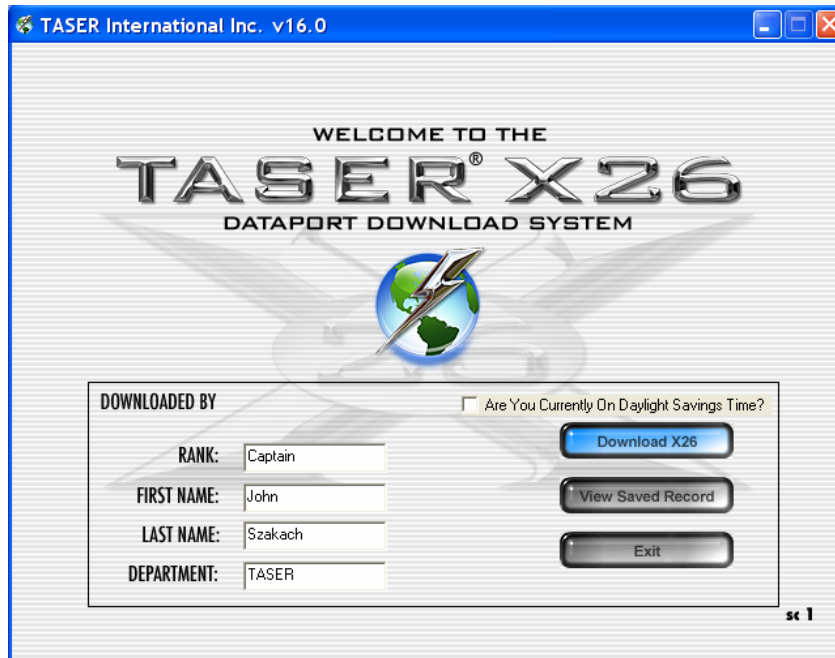 TASER International Inc. v16.0
WELCOME TO THE
TASER® X26
DATAPORT DOWNLOAD SYSTEM
DOWNLOADED BY
Are You Currently On Daylight Savings Time?
RANK: Captain
Download X26
FIRST NAME: John
View Saved Record
LAST NAME: Szakach
Exit
DEPARTMENT: TASER
1